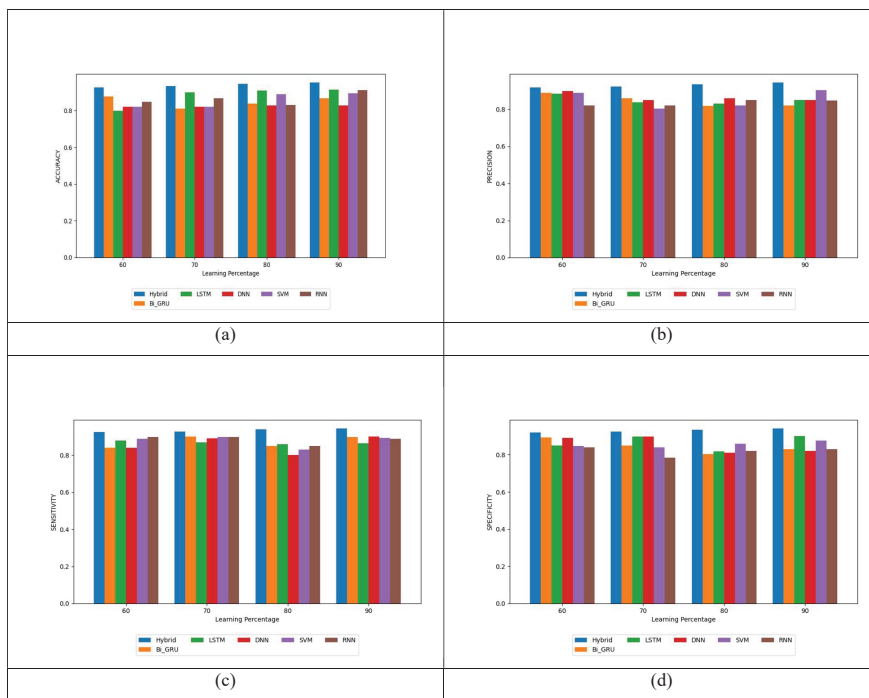 ACCURACY
0.8
0.6
0.4
0.2
0.0
60 70 80 90
Learning Percentage
Hybrid LSTM DNN SVM RNN
Bi_GRU
(a)
PRECISION
0.8
0.6
0.4
0.2
0.0
60 70 80 90
Learning Percentage
Hybrid LSTM DNN SVM RNN
Bi_GRU
(b)
SENSITIVITY
0.8
0.6
0.4
0.2
0.0
60 70 80 90
Learning Percentage
Hybrid LSTM DNN SVM RNN
Bi_GRU
(c)
SPECIFICITY
0.8
0.6
0.4
0.2
0.0
60 70 80 90
Learning Percentage
Hybrid LSTM DNN SVM RNN
Bi_GRU
(d)